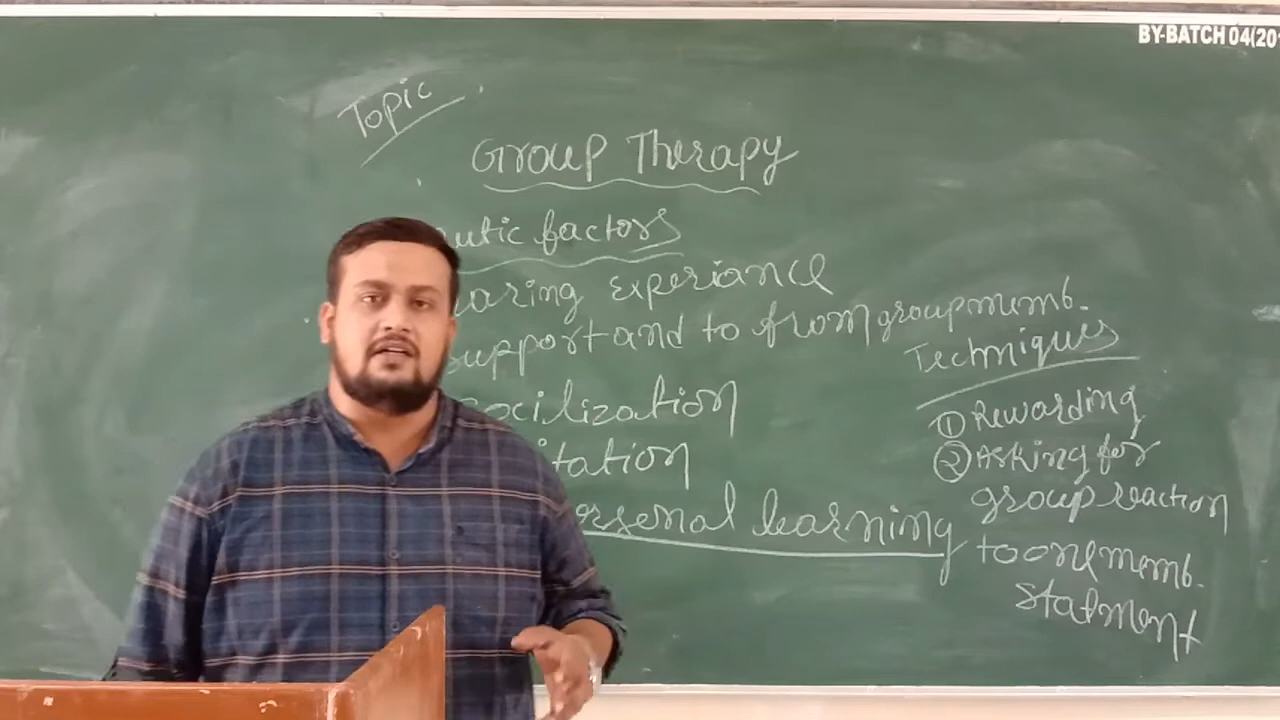 BY-BATCH 04(20
Topic
Group Therapy
utic factors
aring Experiance
support and to from group memb.
ocilization
itation
ersenal learning
Techniques
① Rewarding
② Asking for
group reaction
to one memb.
Statment